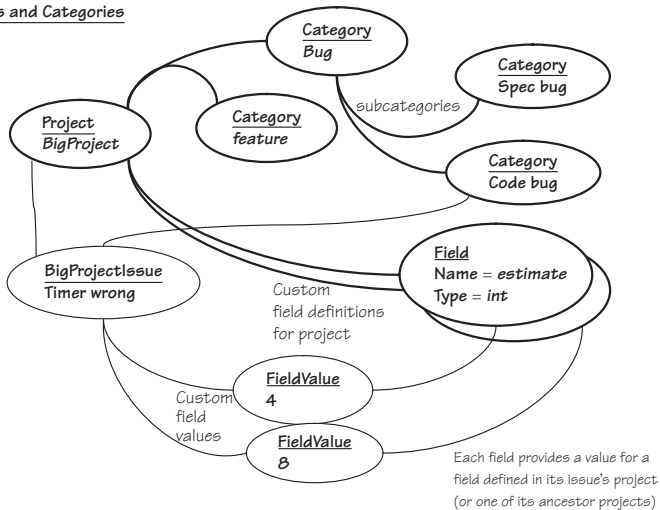 s and Categories
Category
Bug
Category
Spec bug
subcategories
Project
BigProject
Category
feature
Category
Code bug
BigProjectIssue
Timer wrong
Field
Name = estimate
Type = int
Custom
field definitions
for project
FieldValue
4
Custom
field
values
FieldValue
8
Each field provides a value for a
field defined in its issue's project
(or one of its ancestor projects)